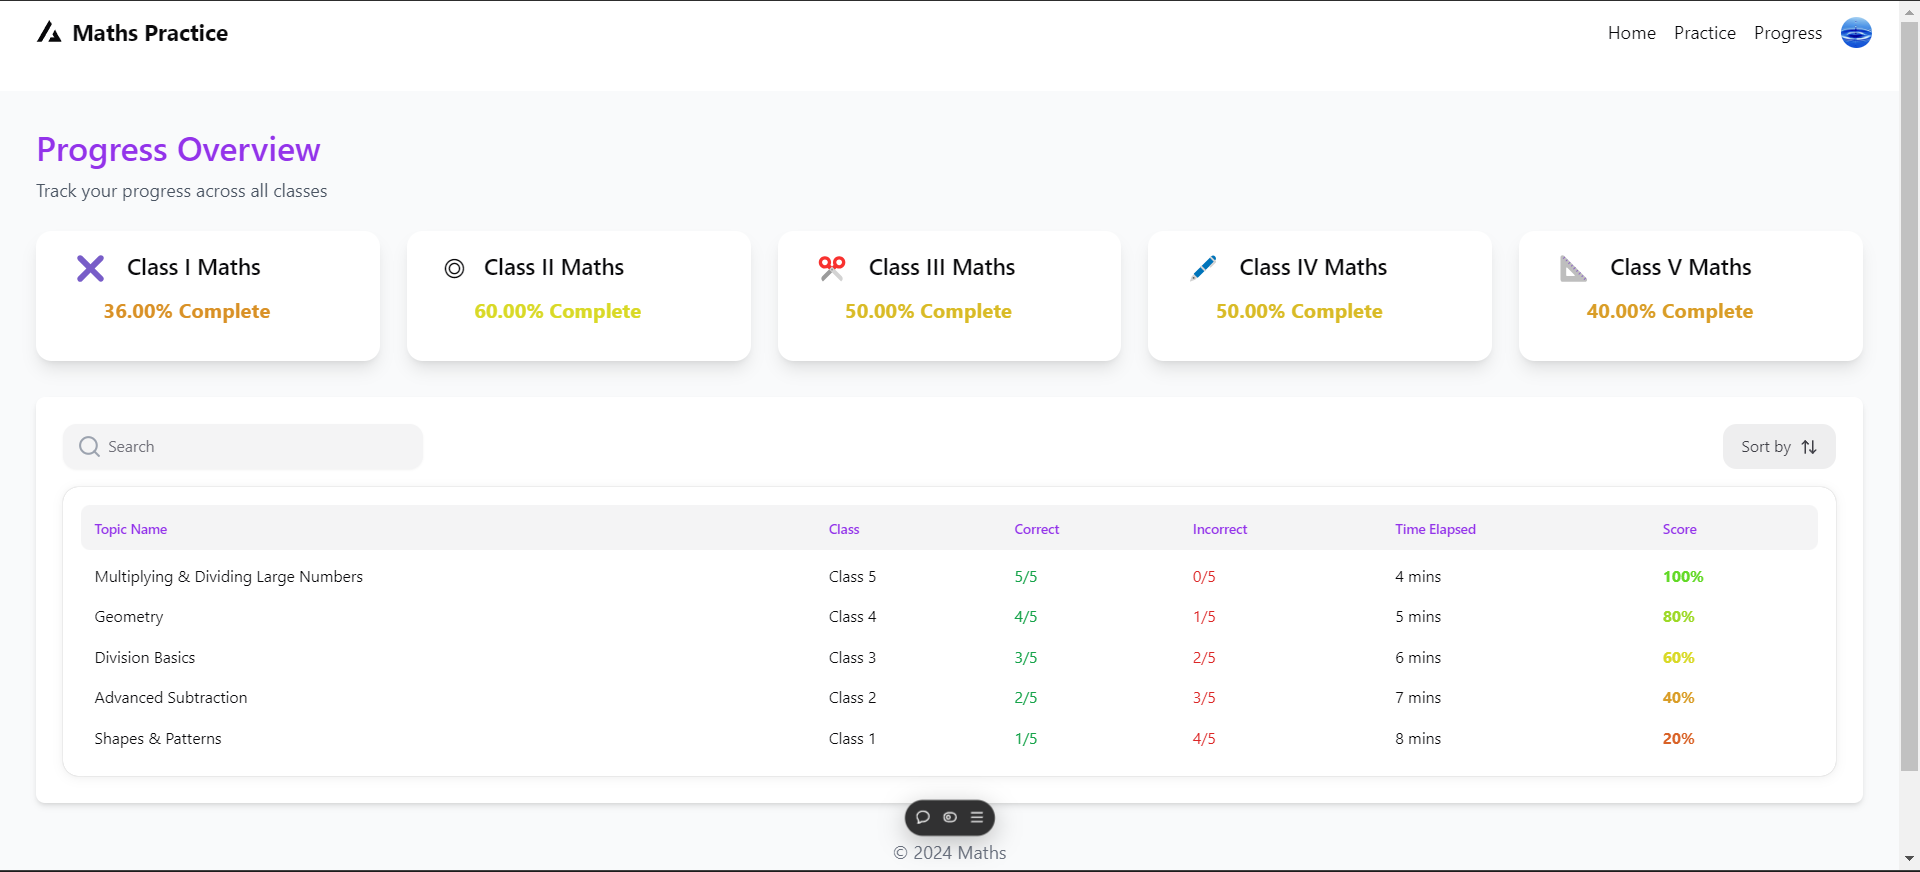 Maths Practice
Home Practice Progress
Progress Overview
Track your progress across all classes
Class I Maths
36.00% Complete
Class II Maths
60.00% Complete
Class III Maths
50.00% Complete
Class IV Maths
50.00% Complete
Class V Maths
40.00% Complete
Search
Sort by
Topic Name Class Correct Incorrect Time Elapsed Score
Multiplying & Dividing Large Numbers Class 5 5/5 0/5 4 mins 100%
Geometry Class 4 4/5 1/5 5 mins 80%
Division Basics Class 3 3/5 2/5 6 mins 60%
Advanced Subtraction Class 2 2/5 3/5 7 mins 40%
Shapes & Patterns Class 1 1/5 4/5 8 mins 20%
© 2024 Maths